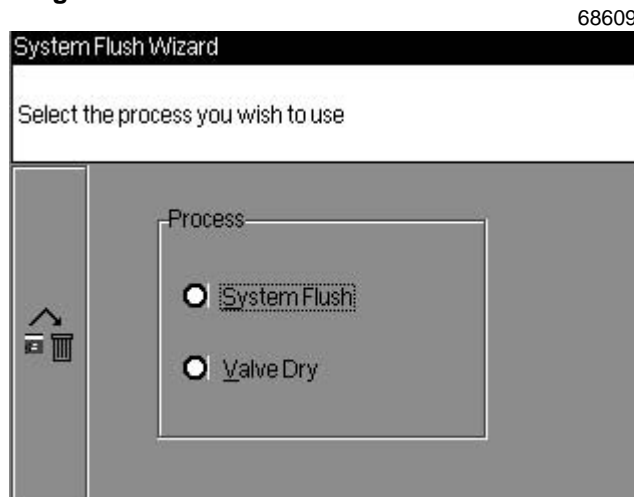 68609
System Flush Wizard
Select the process you wish to use
Process
System Flush
Valve Dry